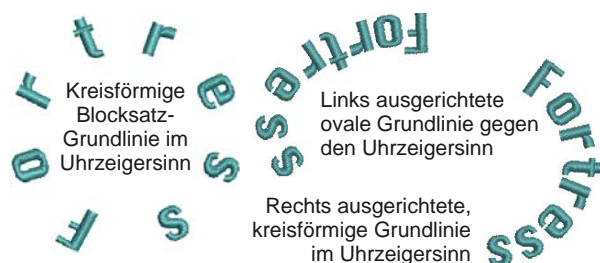 Fortress
Kreisförmige
Blocksatz-
Grundlinie im
Uhrzeigersinn
Fortress
Links ausgerichtete
ovale Grundlinie gegen
den Uhrzeigersinn
Fortress
Rechts ausgerichtete,
kreisförmige Grundlinie
im Uhrzeigersinn